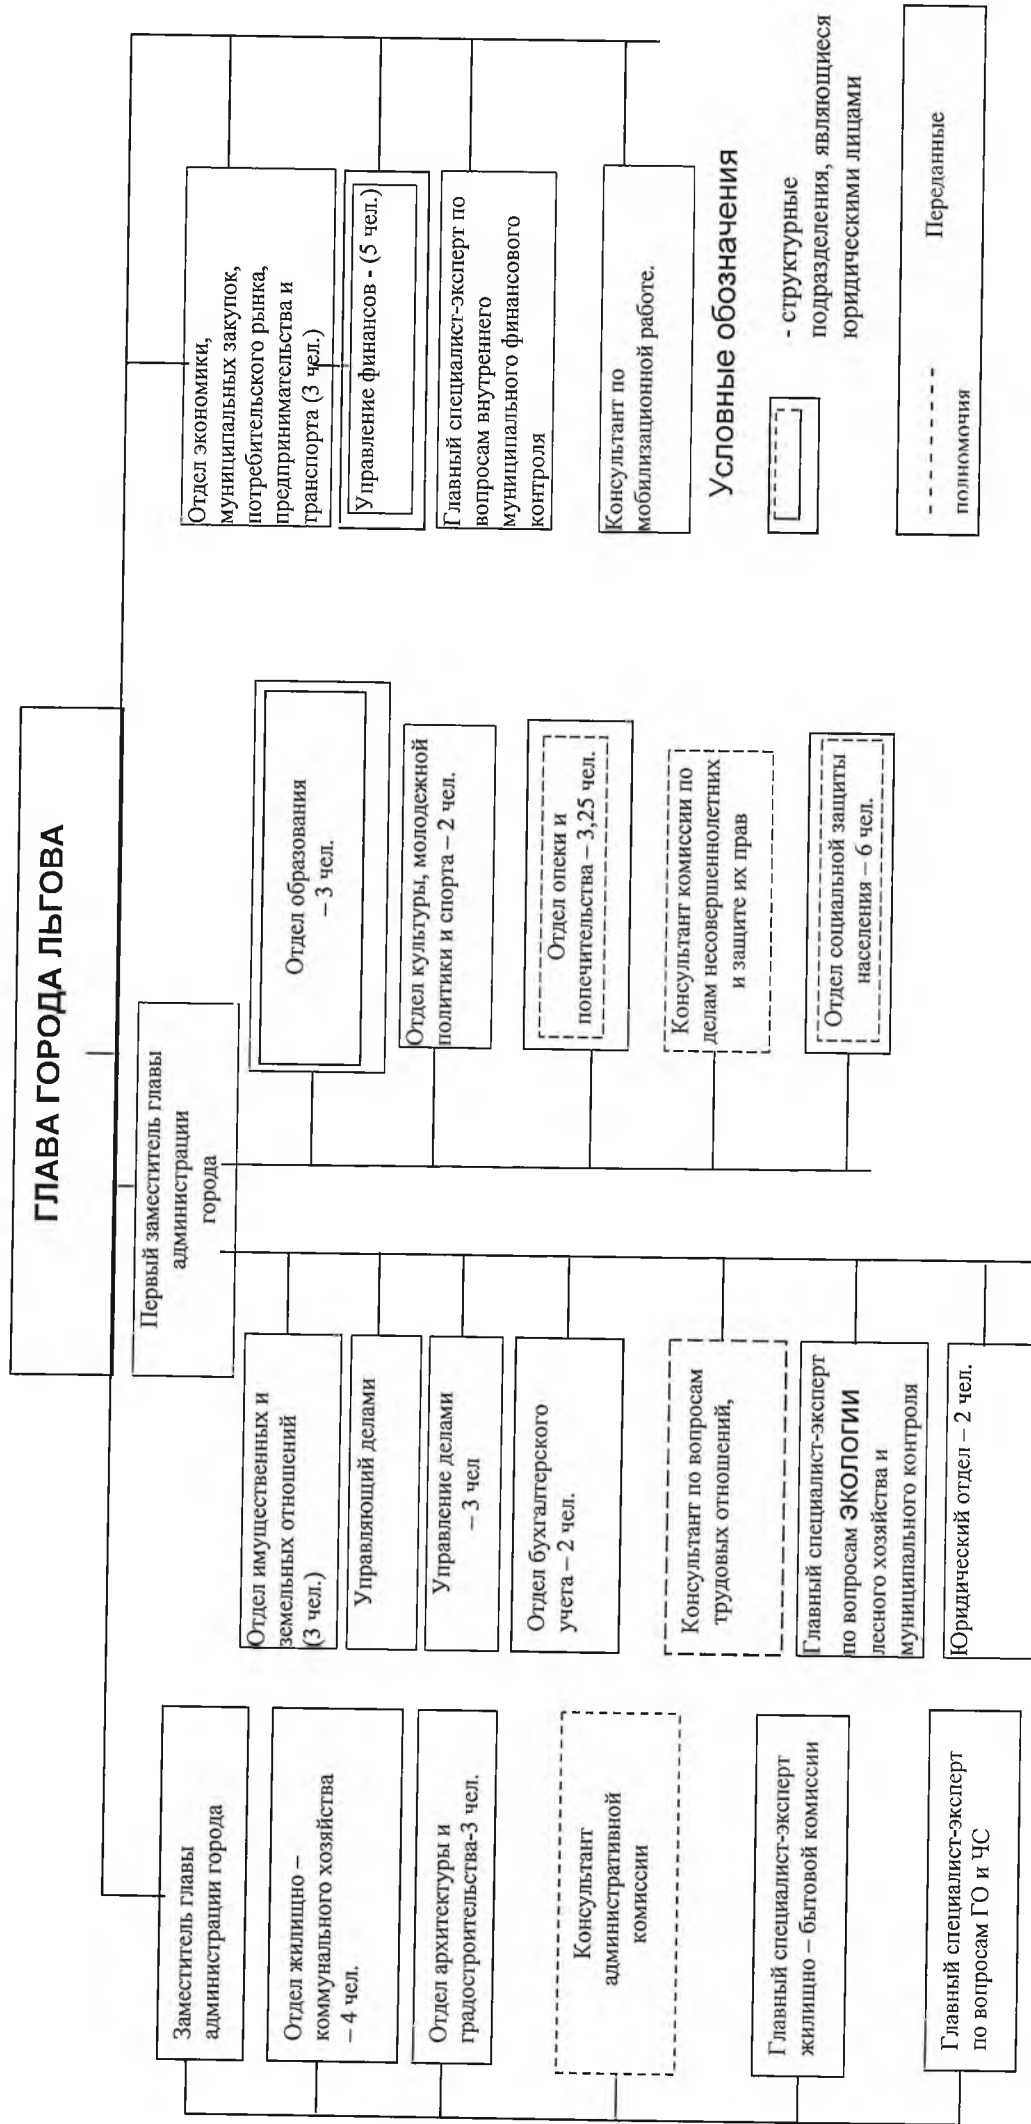 ГЛАВА ГОРОДА ЛЬГОВА
Заместитель главы
администрации города
Отдел жилищно –
коммунального хозяйства
– 4 чел.
Отдел архитектуры и
градостроительства-3 чел.
Консультант
административной
комиссии
Главный специалист-эксперт
жилищно – бытовой комиссии
Главный специалист-эксперт
по вопросам ГО и ЧС
Первый заместитель главы
администрации
города
Отдел имущественных и
земельных отношений
(3 чел.)
Управляющий делами
Управление делами
– 3 чел
Отдел бухгалтерского
учета – 2 чел.
Консультант по вопросам
трудовых отношений,
Главный специалист-эксперт
по вопросам ЭКОЛОГИИ
лесного хозяйства и
муниципального контроля
Юридический отдел – 2 чел.
Отдел образования
– 3 чел.
Отдел культуры, молодежной
политики и спорта – 2 чел.
Отдел опеки и
попечительства – 3,25 чел.
Консультант комиссии по
делам несовершеннолетних
и защите их прав
Отдел социальной защиты
населения – 6 чел.
Отдел экономики,
муниципальных закупок,
потребительского рынка,
предпринимательства и
транспорта (3 чел.)
Управление финансов - (5 чел.)
Главный специалист-эксперт по
вопросам внутреннего
муниципального финансового
контроля
Консультант по
мобилизационной работе.
Условные обозначения
- структурные
подразделения, являющиеся
юридическими лицами
- - - - - - - - Переданные
полномочия